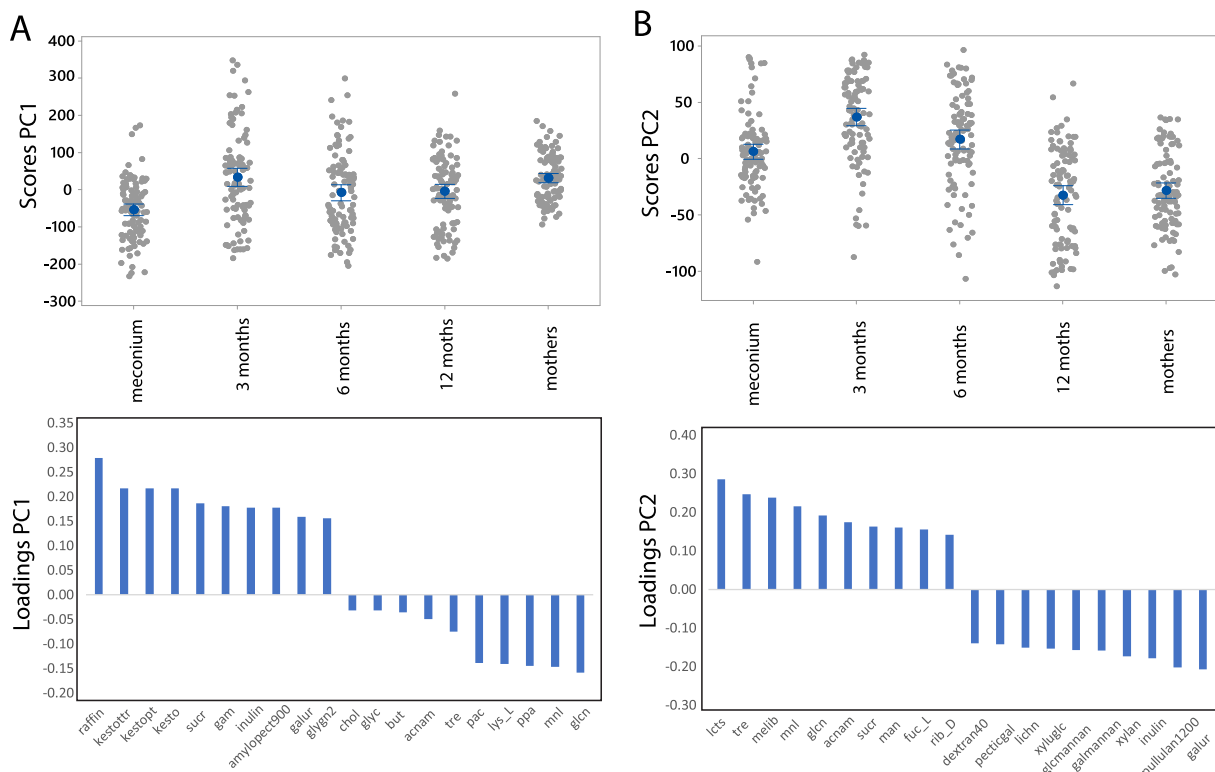 A
Scores PC1
400
300
200
100
0
-100
-200
-300
meconium
3 months
6 months
12 moths
mothers
Loadings PC1
0.35
0.30
0.25
0.20
0.15
0.10
0.05
0.00
-0.05
-0.10
-0.15
-0.20
raffin
kestottr
kestopt
kesto
sucr
gam
inulin
amylopect900
galur
glygn2
chol
glyc
but
acnam
tre
pac
lys_L
ppa
mnl
glcn
B
Scores PC2
100
50
0
-50
-100
meconium
3 months
6 months
12 moths
mothers
Loadings PC2
0.40
0.30
0.20
0.10
0.00
-0.10
-0.20
-0.30
lcts
tre
melib
mnl
glcn
acnam
sucr
man
fuc_L
rib_D
dextran40
pecticgal
lichn
xyluglc
glcmannan
galmannan
xylan
inulin
pullulan1200
galur